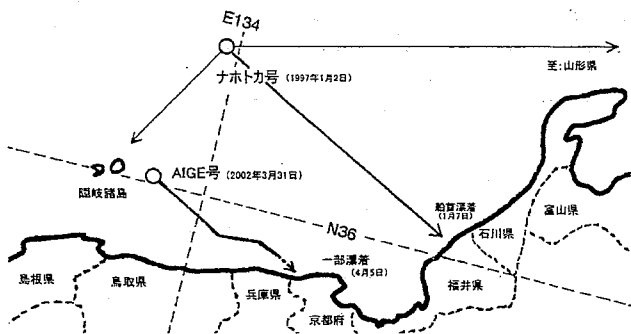 E134
ナホトカ号 (1997年1月2日)
至:山形県
隠岐諸島
AIGE号 (2002年3月31日)
N36
船首漂着
(1月7日)
石川県
富山県
一部漂着
(4月5日)
島根県
鳥取県
兵庫県
京都府
福井県